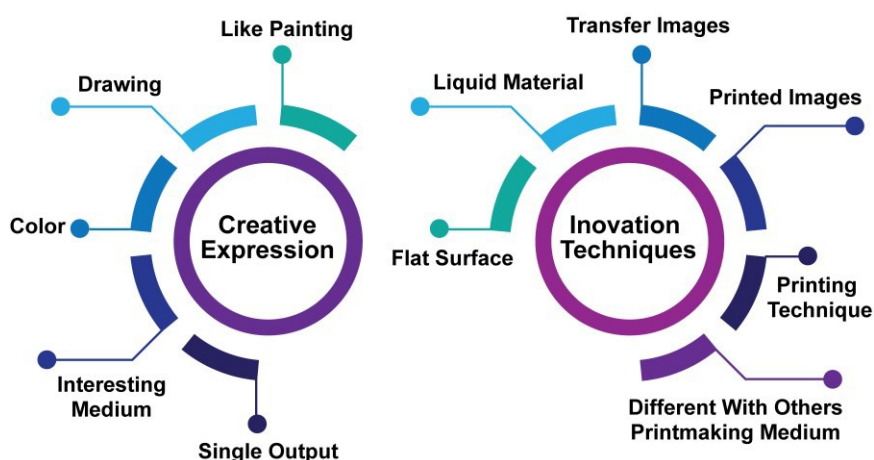 Like Painting
Drawing
Color
Creative
Expression
Interesting
Medium
Single Output
Transfer Images
Liquid Material
Printed Images
Flat Surface
Inovation
Techniques
Printing
Technique
Different With Others
Printmaking Medium